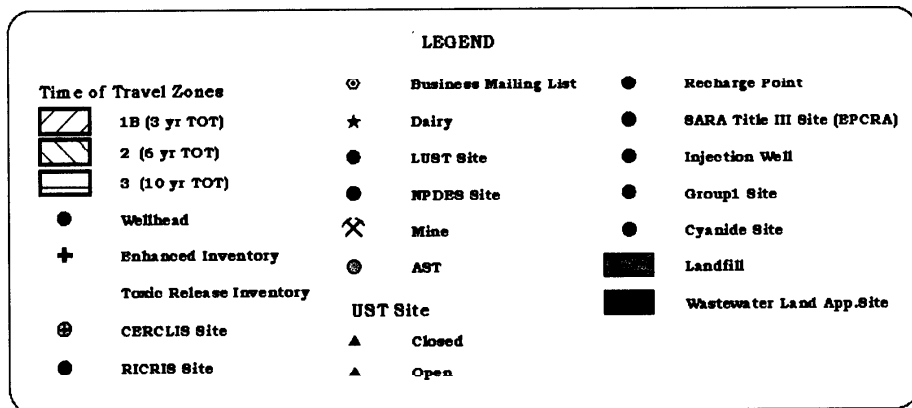 LEGEND
Time of Travel Zones
1B (3 yr TOT)
2 (6 yr TOT)
3 (10 yr TOT)
Wellhead
Enhanced Inventory
Toxic Release Inventory
CERCLIS Site
RICRIS Site
Business Mailing List
Dairy
LUST Site
NPDES Site
Mine
AST
UST Site
Closed
Open
Recharge Point
SARA Title III Site (EPCRA)
Injection Well
Group1 Site
Cyanide Site
Landfill
Wastewater Land App.Site